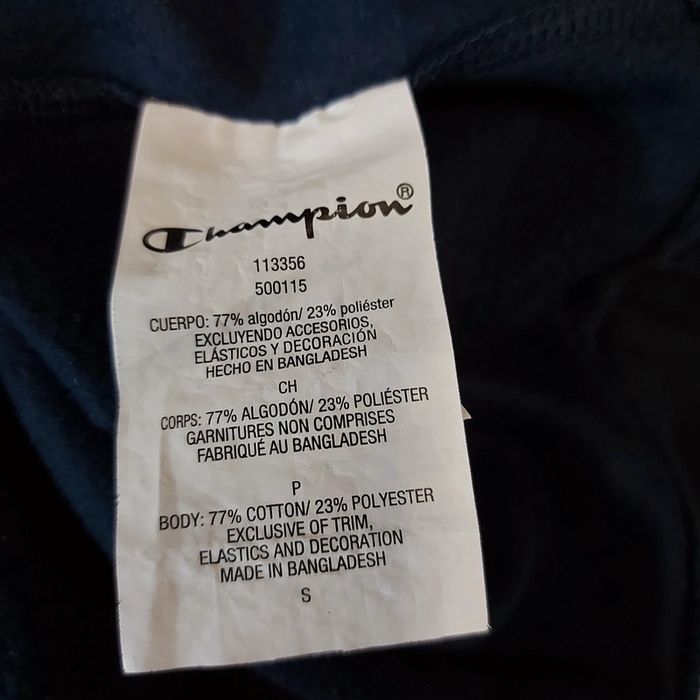 Champion®
113356
500115
CUERPO: 77% algodón/ 23% poliéster
EXCLUYENDO ACCESORIOS,
ELÁSTICOS Y DECORACIÓN
HECHO EN BANGLADESH
CH
CORPS: 77% ALGODÓN/ 23% POLIÉSTER
GARNITURES NON COMPRISES
FABRIQUÉ AU BANGLADESH
P
BODY: 77% COTTON/ 23% POLYESTER
EXCLUSIVE OF TRIM,
ELASTICS AND DECORATION
MADE IN BANGLADESH
S